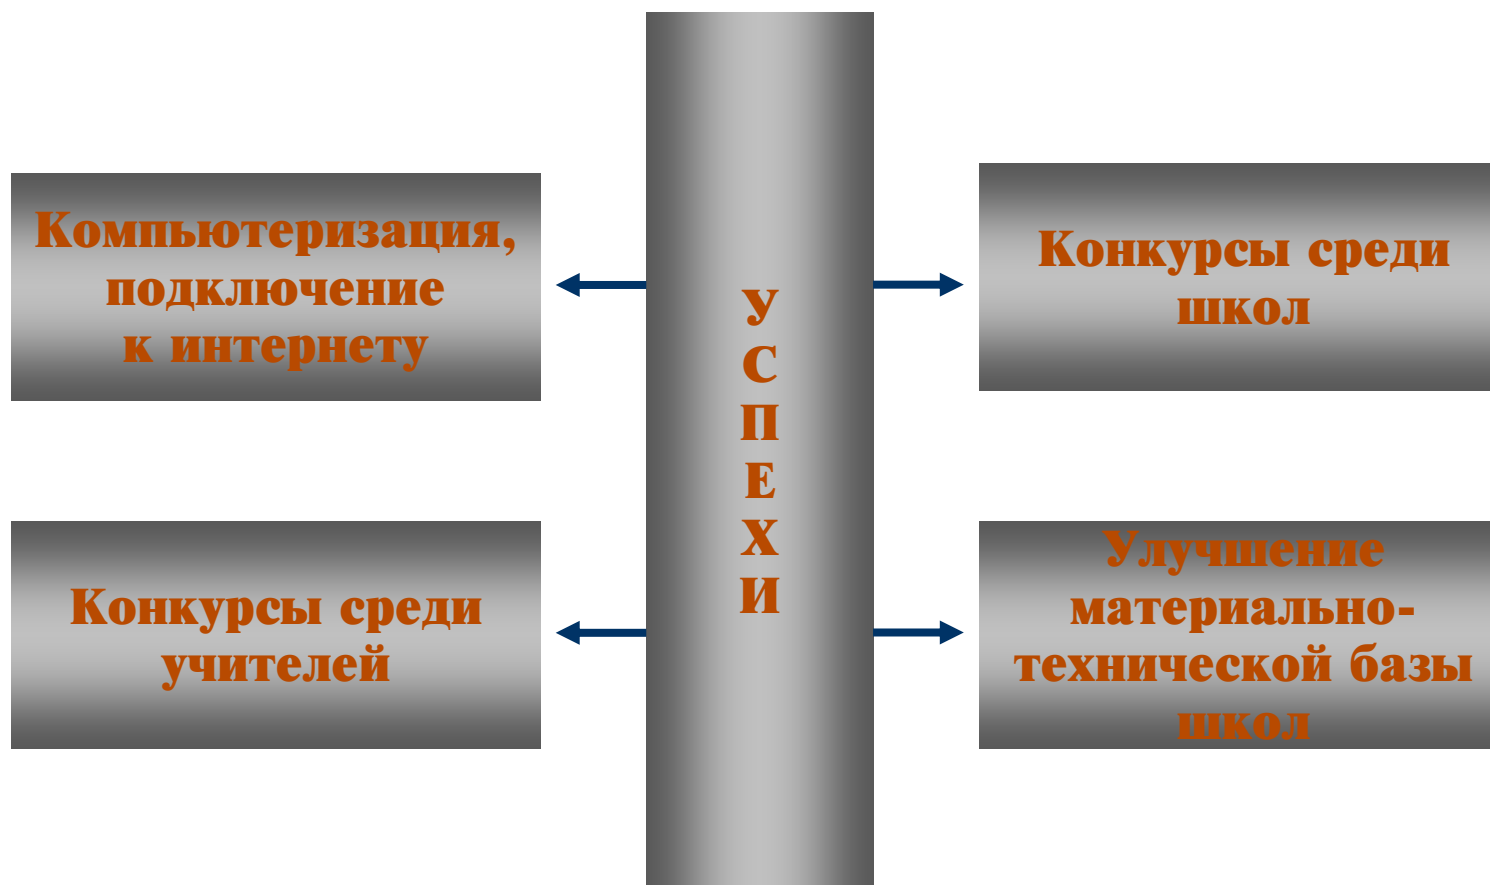 Компьютеризация,
подключение
к интернету
Конкурсы среди
учителей
У
С
П
Е
Х
И
Конкурсы среди
школ
Улучшение
материально-
технической базы
школ